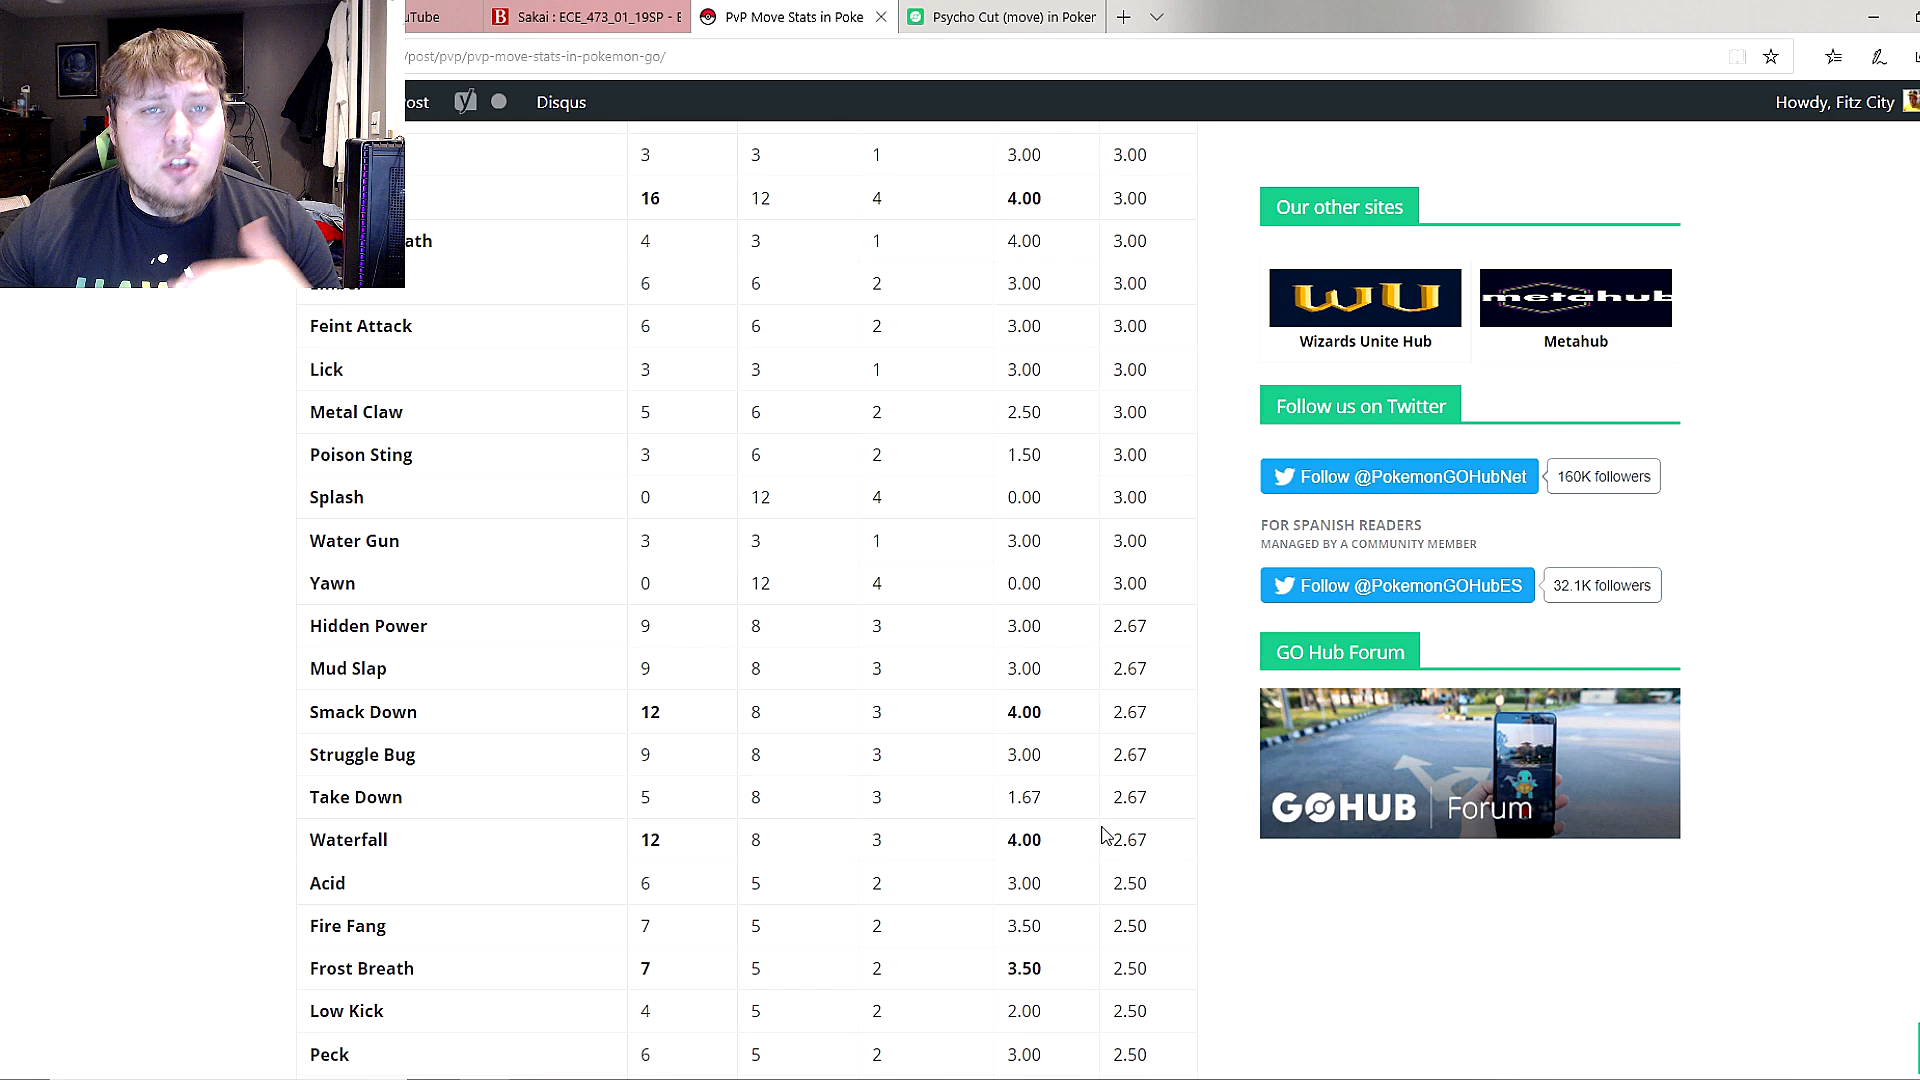 uTube
Sakai : ECE_473_01_19SP - E
PvP Move Stats in Poke
Psycho Cut (move) in Poker
/post/pvp/pvp-move-stats-in-pokemon-go/
ost
Disqus
Howdy, Fitz City
3 3 1 3.00 3.00
16 12 4 4.00 3.00
ath 4 3 1 4.00 3.00
6 6 2 3.00 3.00
Feint Attack 6 6 2 3.00 3.00
Lick 3 3 1 3.00 3.00
Metal Claw 5 6 2 2.50 3.00
Poison Sting 3 6 2 1.50 3.00
Splash 0 12 4 0.00 3.00
Water Gun 3 3 1 3.00 3.00
Yawn 0 12 4 0.00 3.00
Hidden Power 9 8 3 3.00 2.67
Mud Slap 9 8 3 3.00 2.67
Smack Down 12 8 3 4.00 2.67
Struggle Bug 9 8 3 3.00 2.67
Take Down 5 8 3 1.67 2.67
Waterfall 12 8 3 4.00 2.67
Acid 6 5 2 3.00 2.50
Fire Fang 7 5 2 3.50 2.50
Frost Breath 7 5 2 3.50 2.50
Low Kick 4 5 2 2.00 2.50
Peck 6 5 2 3.00 2.50
Our other sites
WU
metahub
Wizards Unite Hub
Metahub
Follow us on Twitter
Follow @PokemonGOHubNet
160K followers
FOR SPANISH READERS
MANAGED BY A COMMUNITY MEMBER
Follow @PokemonGOHubES
32.1K followers
GO Hub Forum
GOHUB | Forum